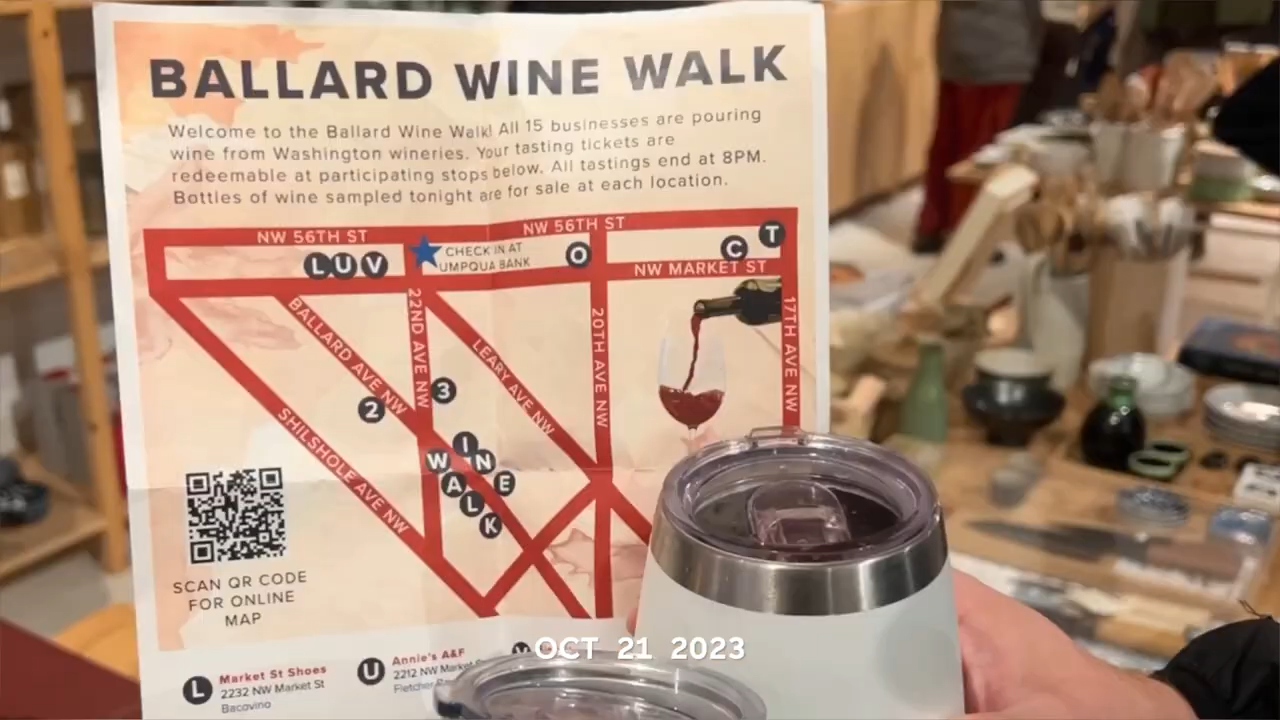 BALLARD WINE WALK
Welcome to the Ballard Wine Walk! All 15 businesses are pouring
wine from Washington wineries. Your tasting tickets are
redeemable at participating stops below. All tastings end at 8PM.
Bottles of wine sampled tonight are for sale at each location.
NW 56TH ST
NW 56TH ST
T
L U V
CHECK IN AT
UMPQUA BANK
O
C
NW MARKET ST
BALLARD AVE NW
22ND AVE NW
LEARY AVE NW
20TH AVE NW
17TH AVE NW
3
2
SHILSHOLE AVE NW
I
W N
A E
L
K
SCAN QR CODE
FOR ONLINE
MAP
OCT 21 2023
L
Market St Shoes
2232 NW Market St
Bacovino
U
Annie's A&F
2212 NW Market
Fletcher